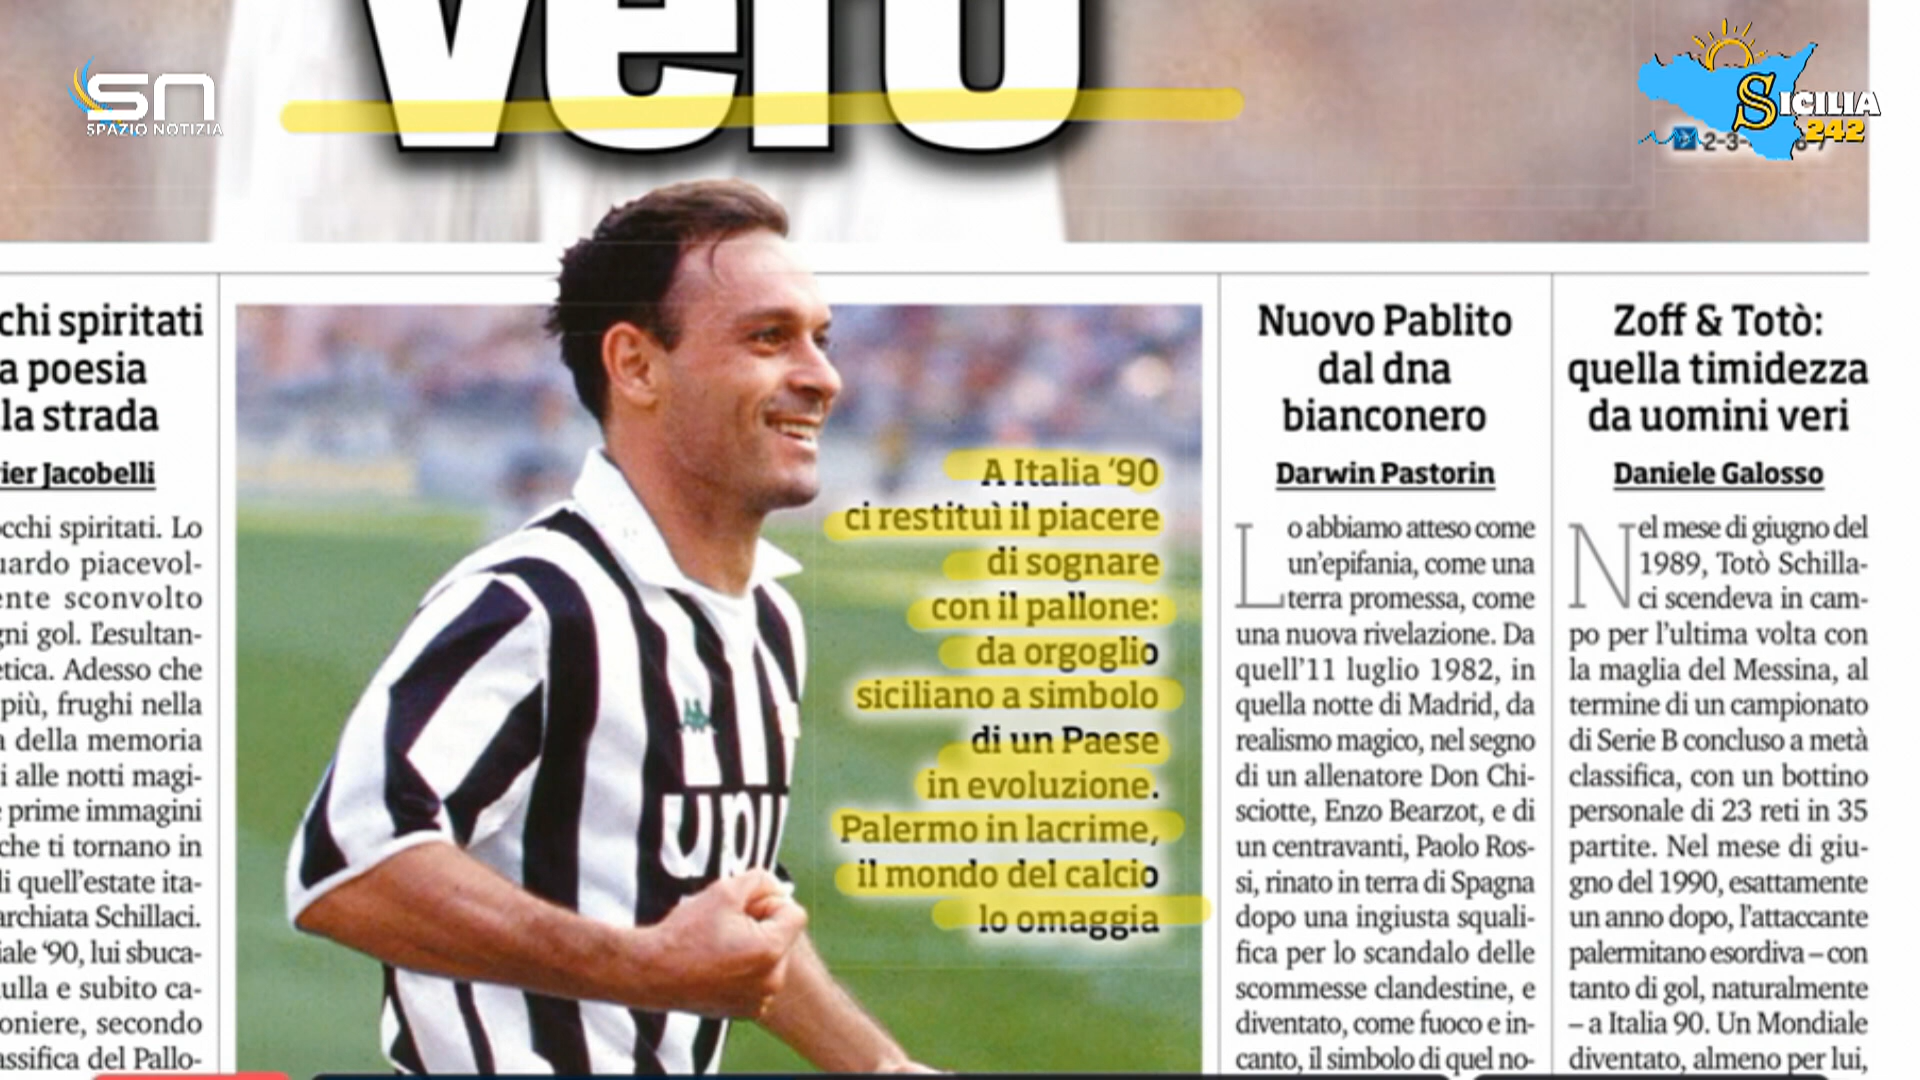 vero
SN
SPAZIO NOTIZIA
SICILIA
242
2-3-
chi spiritati
a poesia
la strada
ier Jacobelli
occhi spiritati. Lo
uardo piacevol-
ente sconvolto
gni gol. L'esultan-
etica. Adesso che
più, frughi nella
a della memoria
i alle notti magi-
e prime immagini
che ti tornano in
li quell'estate ita-
archiata Schillaci.
iale '90, lui sbuca-
ulla e subito ca-
oniere, secondo
assifica del Pallo-
A Italia '90
ci restituì il piacere
di sognare
con il pallone:
da orgoglio
siciliano a simbolo
di un Paese
in evoluzione.
Palermo in lacrime,
il mondo del calcio
lo omaggia
upi
Nuovo Pablito
dal dna
bianconero
Darwin Pastorin
Lo abbiamo atteso come
un'epifania, come una
terra promessa, come
una nuova rivelazione. Da
quell'11 luglio 1982, in
quella notte di Madrid, da
realismo magico, nel segno
di un allenatore Don Chi-
sciotte, Enzo Bearzot, e di
un centravanti, Paolo Ros-
si, rinato in terra di Spagna
dopo una ingiusta squali-
fica per lo scandalo delle
scommesse clandestine, e
diventato, come fuoco e in-
canto, il simbolo di quel no-
Zoff & Totò:
quella timidezza
da uomini veri
Daniele Galosso
Nel mese di giugno del
1989, Totò Schilla-
ci scendeva in cam-
po per l'ultima volta con
la maglia del Messina, al
termine di un campionato
di Serie B concluso a metà
classifica, con un bottino
personale di 23 reti in 35
partite. Nel mese di giu-
gno del 1990, esattamente
un anno dopo, l'attaccante
palermitano esordiva – con
tanto di gol, naturalmente
– a Italia 90. Un Mondiale
diventato, almeno per lui,